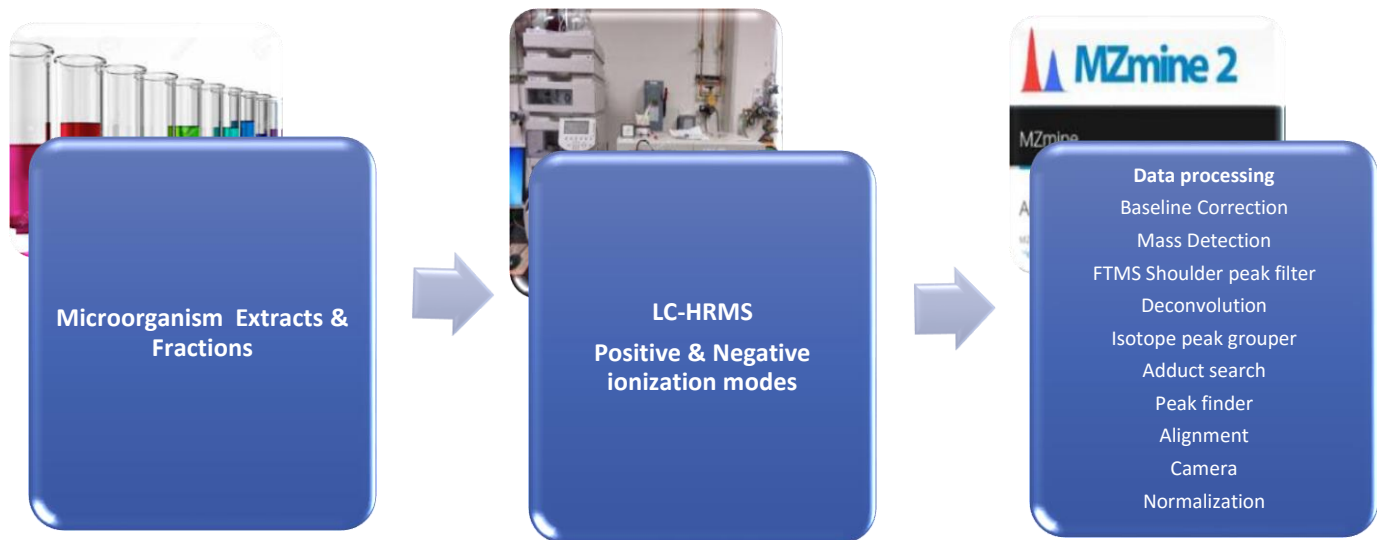 Microorganism Extracts &
Fractions
LC-HRMS
Positive & Negative
ionization modes
MZmine 2
MZmine
Data processing
Baseline Correction
Mass Detection
FTMS Shoulder peak filter
Deconvolution
Isotope peak grouper
Adduct search
Peak finder
Alignment
Camera
Normalization